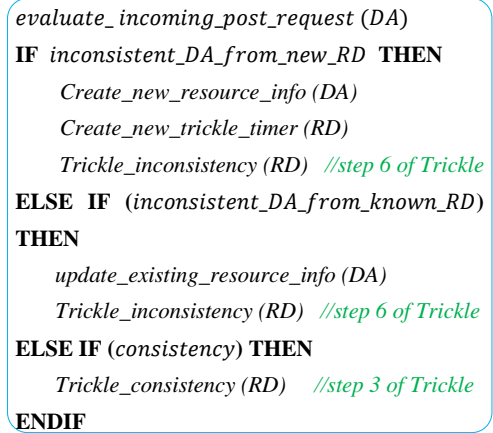 evaluate_ incoming_post_request (DA)
IF inconsistent_DA_from_new_RD THEN
Create_new_resource_info (DA)
Create_new_trickle_timer (RD)
Trickle_inconsistency (RD) //step 6 of Trickle
ELSE IF (inconsistent_DA_from_known_RD)
THEN
update_existing_resource_info (DA)
Trickle_inconsistency (RD) //step 6 of Trickle
ELSE IF (consistency) THEN
Trickle_consistency (RD) //step 3 of Trickle
ENDIF